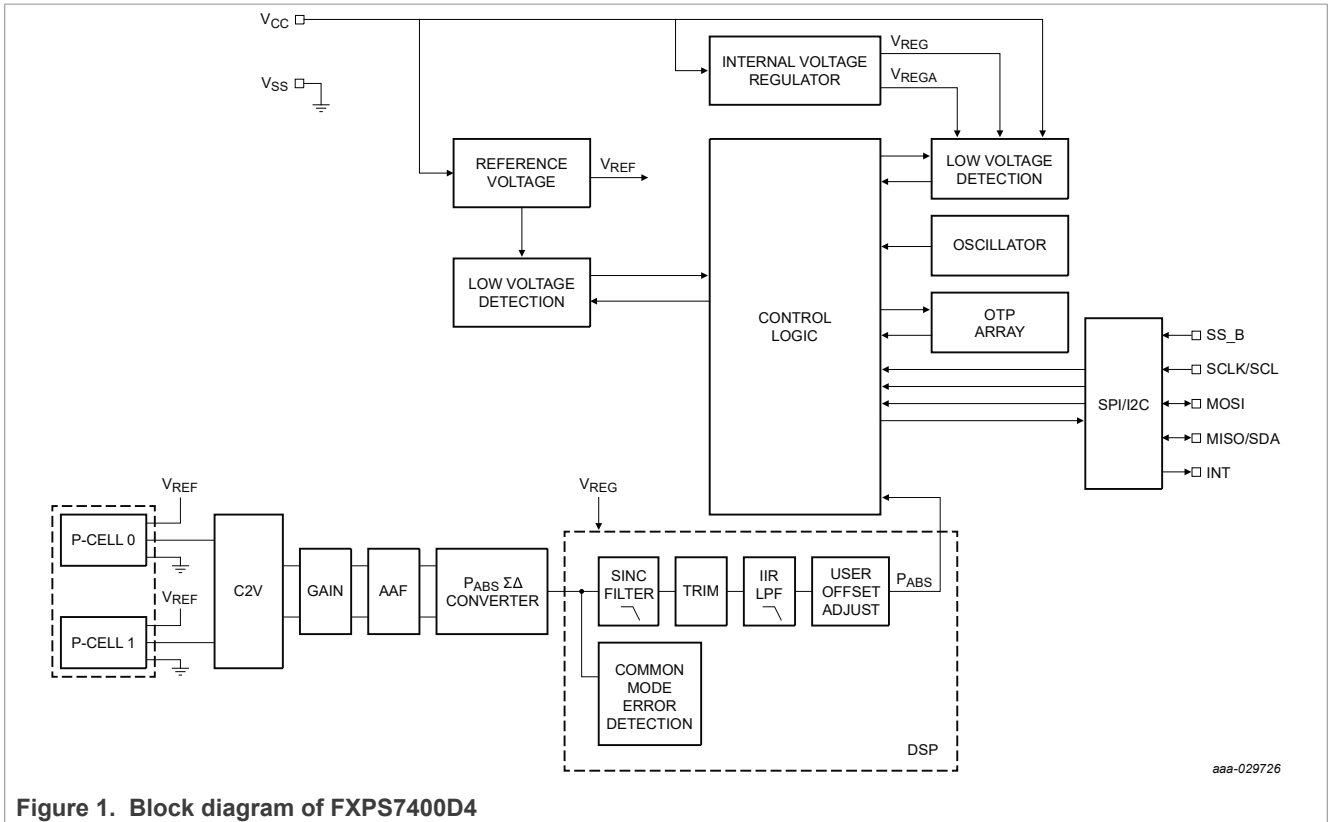 VCC
VSS
INTERNAL VOLTAGE
REGULATOR
VREG
VREGA
REFERENCE
VOLTAGE
VREF
LOW VOLTAGE
DETECTION
LOW VOLTAGE
DETECTION
OSCILLATOR
OTP
ARRAY
CONTROL
LOGIC
SPI/I2C
SS_B
SCLK/SCL
MOSI
MISO/SDA
INT
VREF
P-CELL 0
VREF
P-CELL 1
C2V
GAIN
AAF
PABS ΣΔ
CONVERTER
VREG
SINC
FILTER
TRIM
IIR
LPF
USER
OFFSET
ADJUST
PABS
COMMON
MODE
ERROR
DETECTION
DSP
aaa-029726
Figure 1. Block diagram of FXPS7400D4